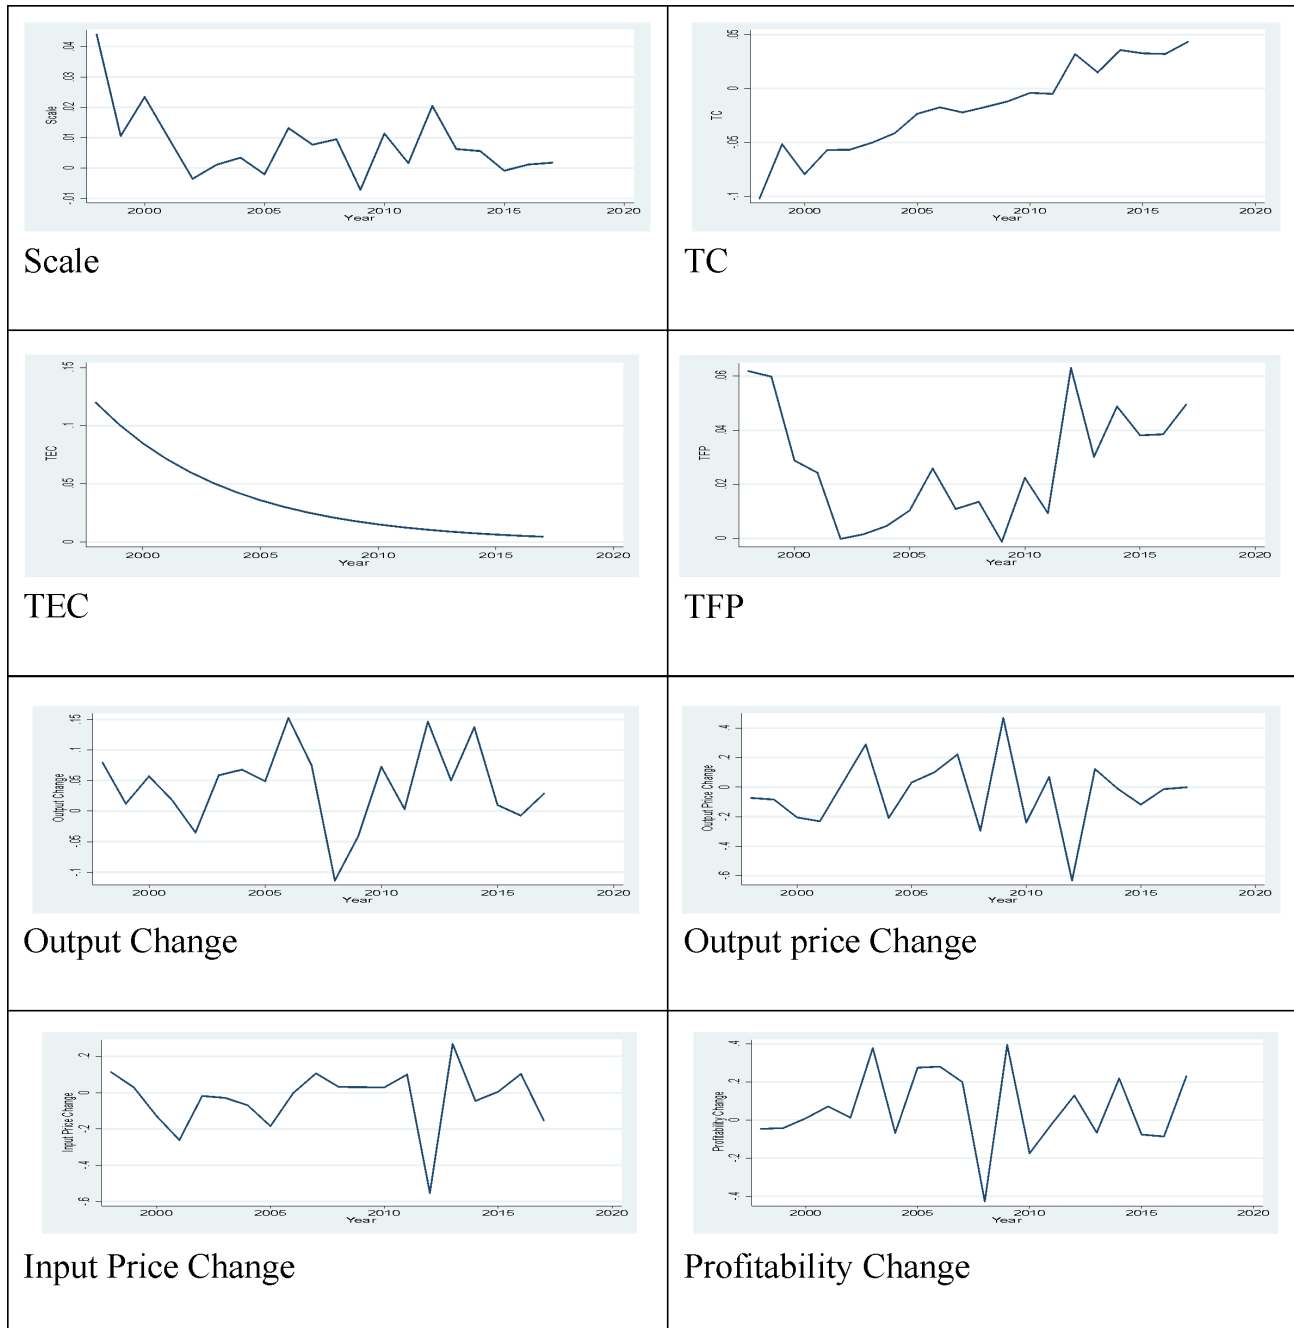 .04
.03
.02
.01
0
-.01
Scale
2000 2005 2010 2015 2020
Year
Scale
.05
0
-.05
-.1
TC
2000 2005 2010 2015 2020
Year
TC
.15
.1
.05
0
TEC
2000 2005 2010 2015 2020
Year
TEC
.06
.04
.02
0
TFP
2000 2005 2010 2015 2020
Year
TFP
.15
.1
.05
0
-.05
-.1
Output Change
2000 2005 2010 2015 2020
Year
Output Change
.4
.2
0
-.2
-.4
-.6
Output Price Change
2000 2005 2010 2015 2020
Year
Output price Change
.2
0
-.2
-.4
-.6
Input Price Change
2000 2005 2010 2015 2020
Year
Input Price Change
.4
.2
0
-.2
-.4
Profitability Change
2000 2005 2010 2015 2020
Year
Profitability Change